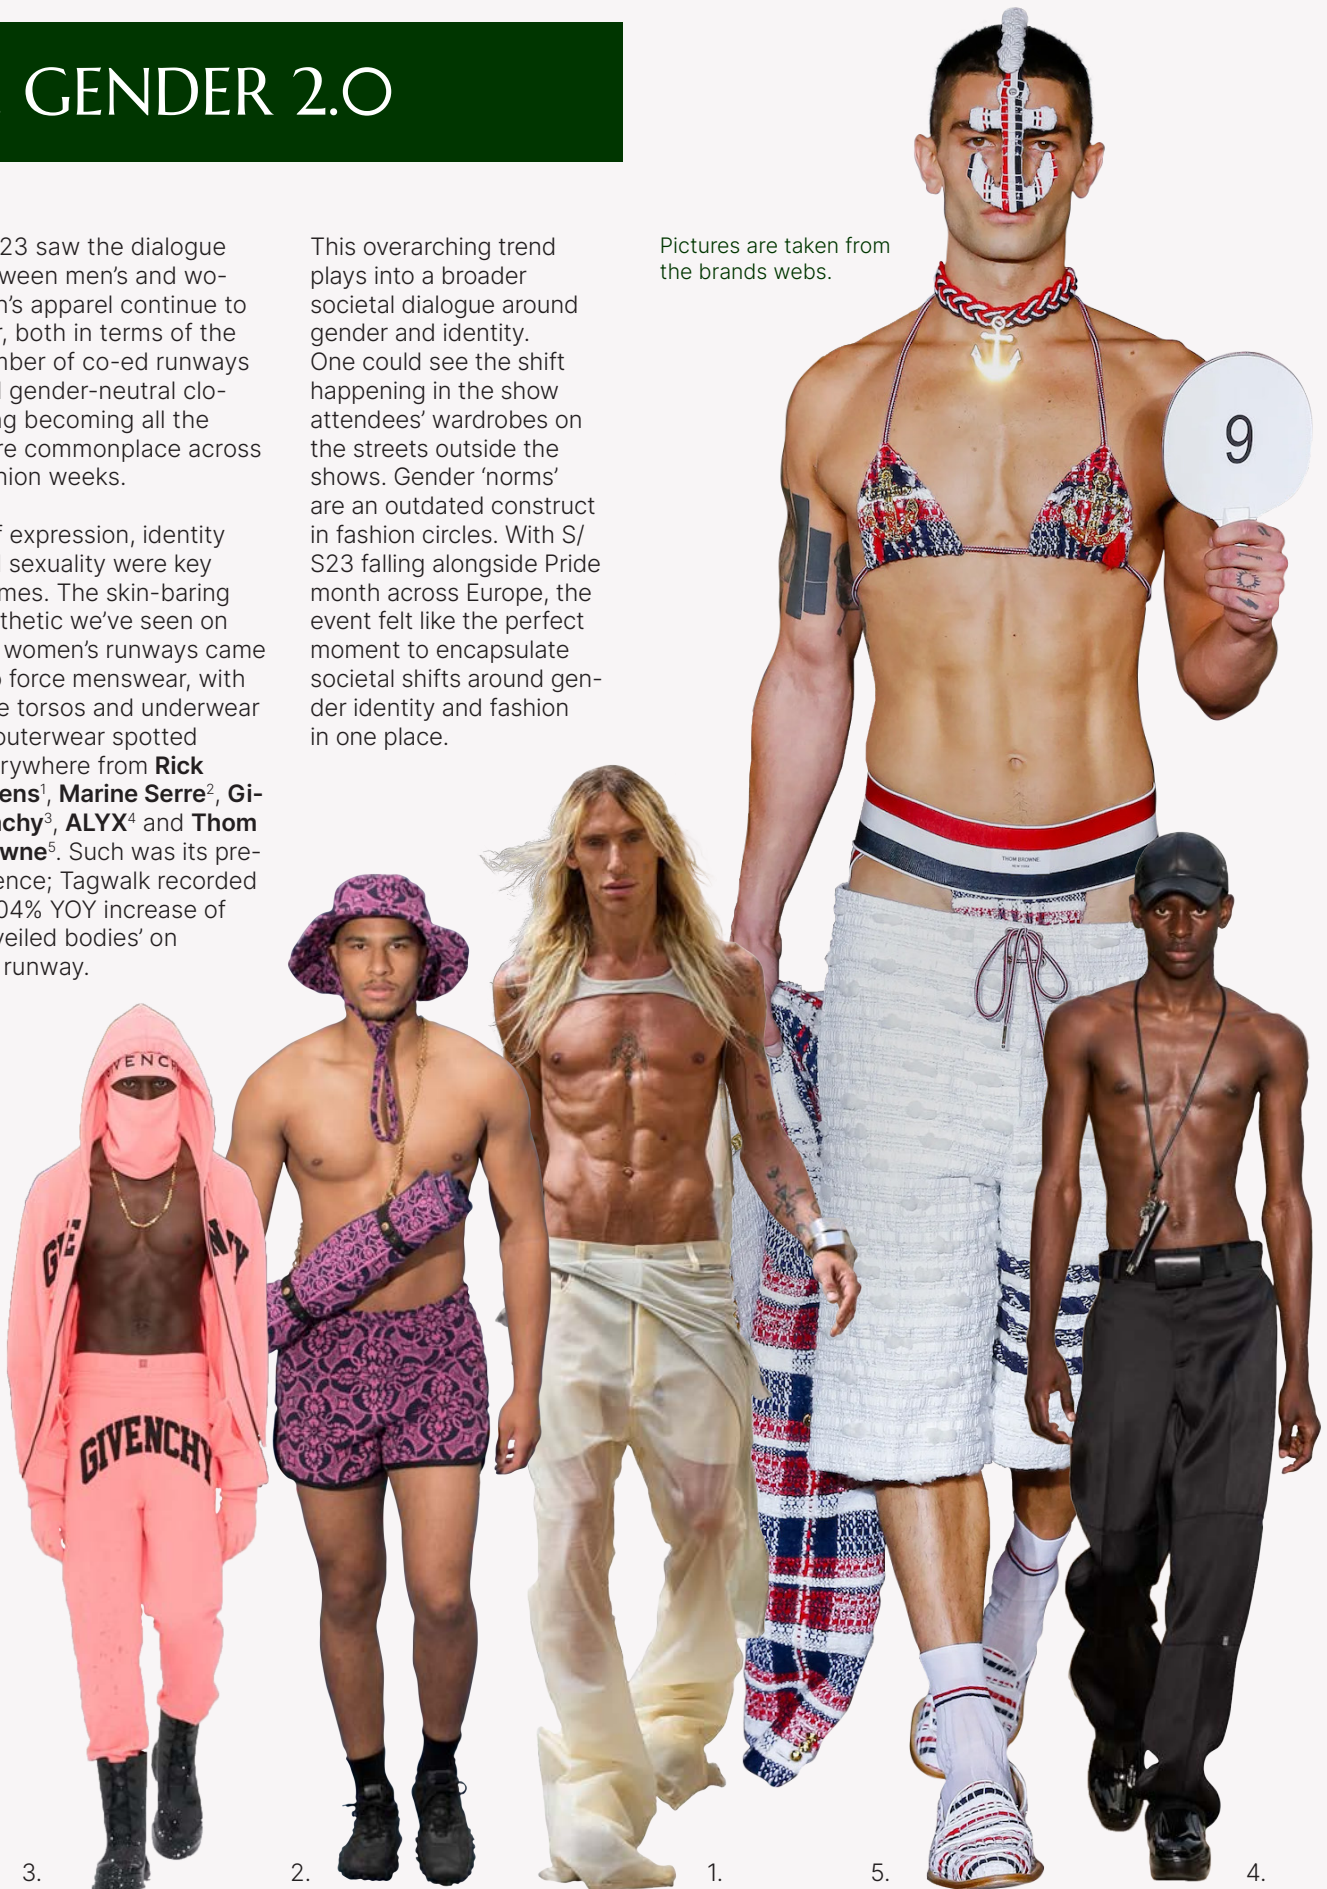 GENDER 2.0
23 saw the dialogue
ween men's and wo-
n's apparel continue to
r, both in terms of the
mber of co-ed runways
d gender-neutral clo-
ng becoming all the
re commonplace across
hion weeks.
f expression, identity
d sexuality were key
mes. The skin-baring
sthetic we've seen on
women's runways came
o force menswear, with
e torsos and underwear
outerwear spotted
rywhere from Rick
ens¹, Marine Serre², Gi-
nchy³, ALYX⁴ and Thom
wne⁵. Such was its pre-
ence; Tagwalk recorded
04% YOY increase of
veiled bodies' on
runway.
This overarching trend
plays into a broader
societal dialogue around
gender and identity.
One could see the shift
happening in the show
attendees' wardrobes on
the streets outside the
shows. Gender 'norms'
are an outdated construct
in fashion circles. With S/
S23 falling alongside Pride
month across Europe, the
event felt like the perfect
moment to encapsulate
societal shifts around gen-
der identity and fashion
in one place.
Pictures are taken from
the brands webs.
9
THOM BROWNE
GIVENCHY
3.
2.
1.
5.
4.